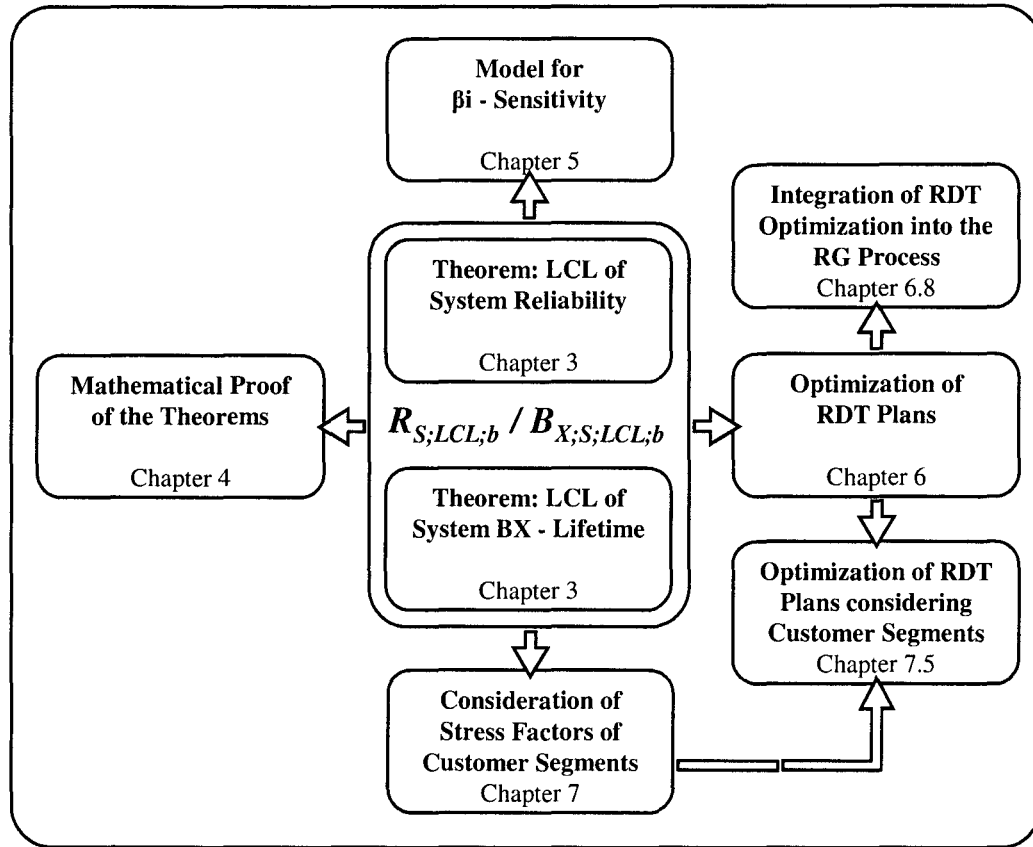 Model for
βi - Sensitivity
Chapter 5
Integration of RDT
Optimization into the
RG Process
Chapter 6.8
Theorem: LCL of
System Reliability
Chapter 3
Mathematical Proof
of the Theorems
Chapter 4
R_{S;LCL;b} / B_{X;S;LCL;b}
Optimization of
RDT Plans
Chapter 6
Theorem: LCL of
System BX - Lifetime
Chapter 3
Optimization of RDT
Plans considering
Customer Segments
Chapter 7.5
Consideration of
Stress Factors of
Customer Segments
Chapter 7